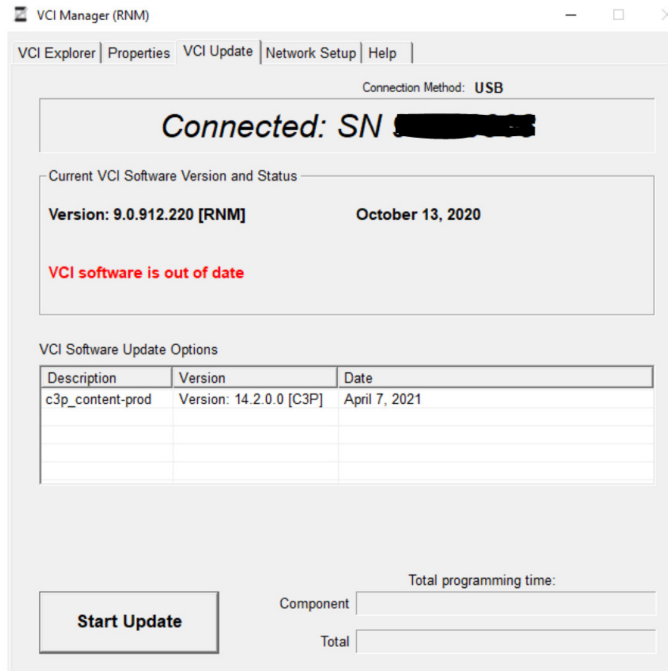 VCI Manager (RNM)
VCI Explorer Properties VCI Update Network Setup Help
Connection Method: USB
Connected: SN
Current VCI Software Version and Status
Version: 9.0.912.220 [RNM] October 13, 2020
VCI software is out of date
VCI Software Update Options
Description Version Date
c3p_content-prod Version: 14.2.0.0 [C3P] April 7, 2021
Total programming time:
Component
Start Update
Total